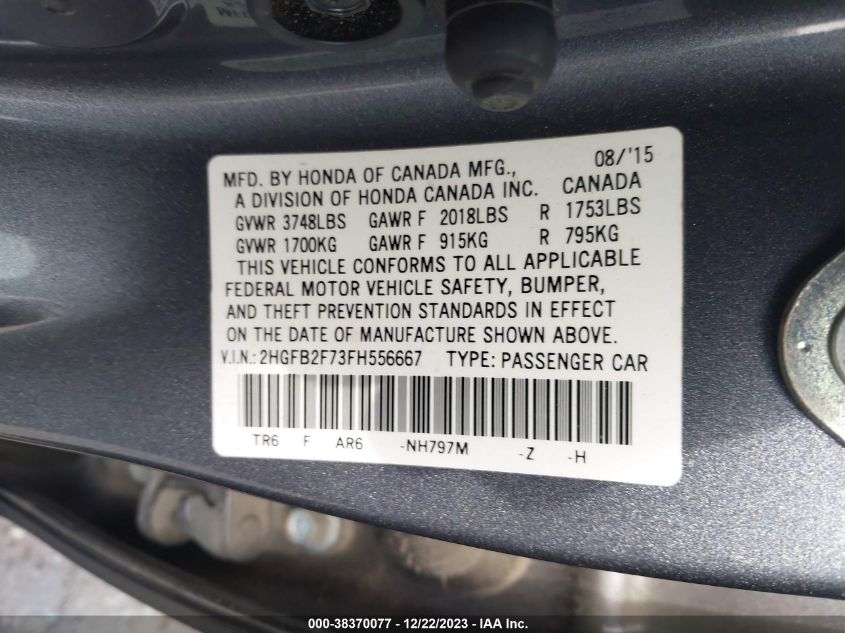 MFD. BY HONDA OF CANADA MFG., 08/'15
A DIVISION OF HONDA CANADA INC. CANADA
GVWR 3748LBS GAWR F 2018LBS R 1753LBS
GVWR 1700KG GAWR F 915KG R 795KG
THIS VEHICLE CONFORMS TO ALL APPLICABLE
FEDERAL MOTOR VEHICLE SAFETY, BUMPER,
AND THEFT PREVENTION STANDARDS IN EFFECT
ON THE DATE OF MANUFACTURE SHOWN ABOVE.
V.I.N.: 2HGFB2F73FH556667 TYPE: PASSENGER CAR
TR6 F AR6 -NH797M -Z -H
000-38370077 - 12/22/2023 - IAA Inc.